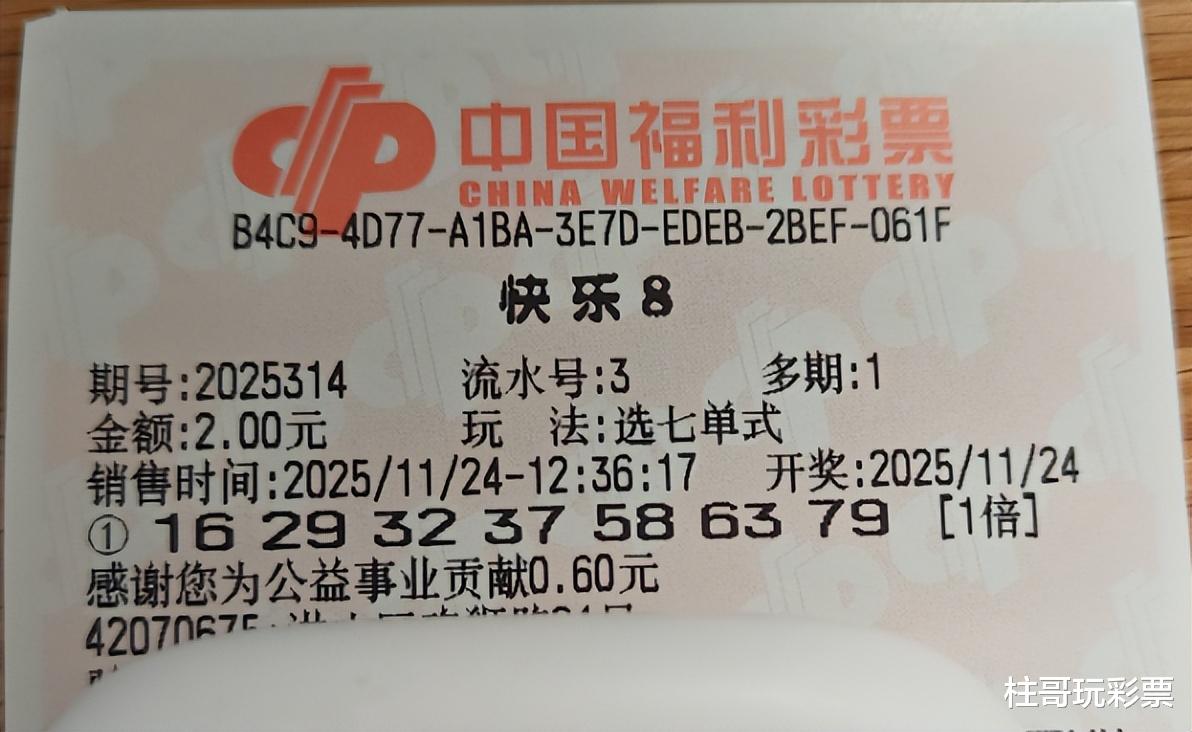 中国福利彩票
CHINA WELFARE LOTTERY
B4C9-4D77-A1BA-3E7D-EDEB-2BEF-061F
快乐8
期号:2025314 流水号:3 多期:1
金额:2.00元 玩 法:选七单式
销售时间:2025/11/24-12:36:17 开奖:2025/11/24
① 16 29 32 37 58 63 79 [1倍]
感谢您为公益事业贡献0.60元
42070675
柱哥玩彩票